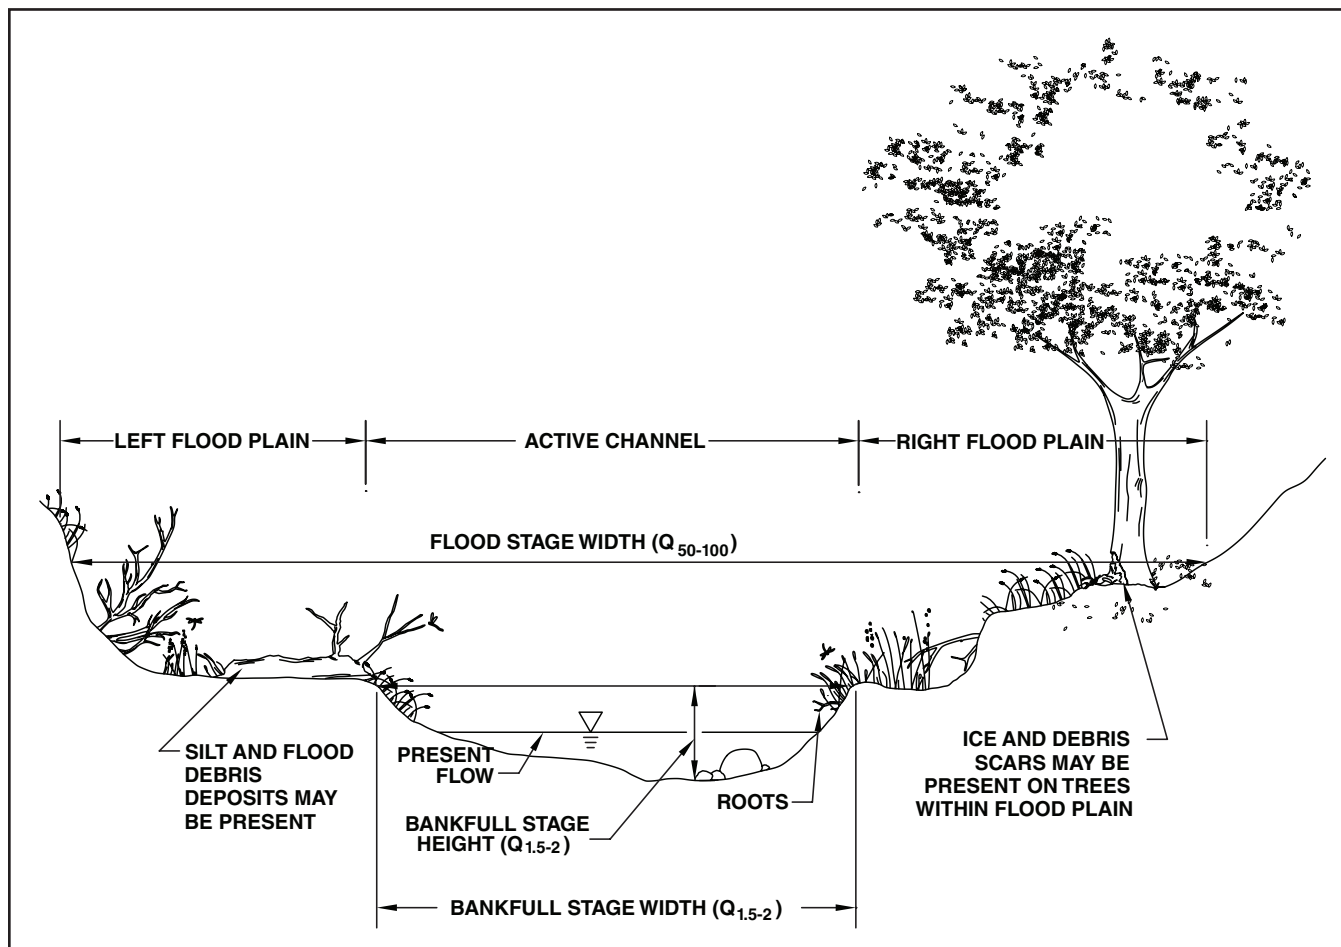 LEFT FLOOD PLAIN
ACTIVE CHANNEL
RIGHT FLOOD PLAIN
FLOOD STAGE WIDTH (Q50-100)
SILT AND FLOOD
DEBRIS
DEPOSITS MAY
BE PRESENT
PRESENT
FLOW
BANKFULL STAGE
HEIGHT (Q1.5-2)
ROOTS
ICE AND DEBRIS
SCARS MAY BE
PRESENT ON TREES
WITHIN FLOOD PLAIN
BANKFULL STAGE WIDTH (Q1.5-2)